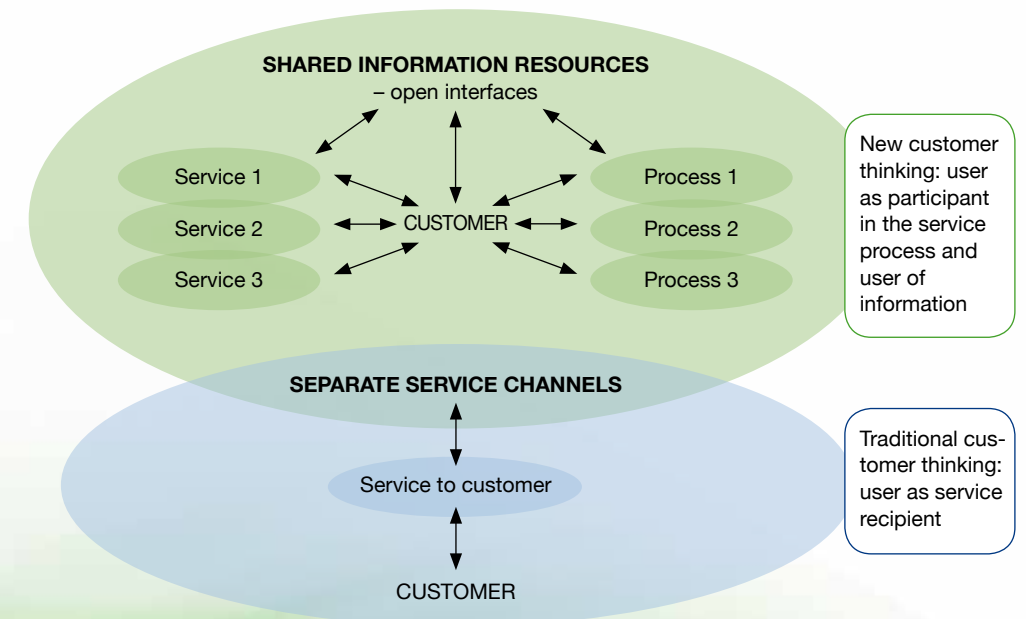 SHARED INFORMATION RESOURCES
– open interfaces
Service 1
Service 2
Service 3
CUSTOMER
Process 1
Process 2
Process 3
New customer
thinking: user
as participant
in the service
process and
user of
information
SEPARATE SERVICE CHANNELS
Service to customer
CUSTOMER
Traditional cus-
tomer thinking:
user as service
recipient